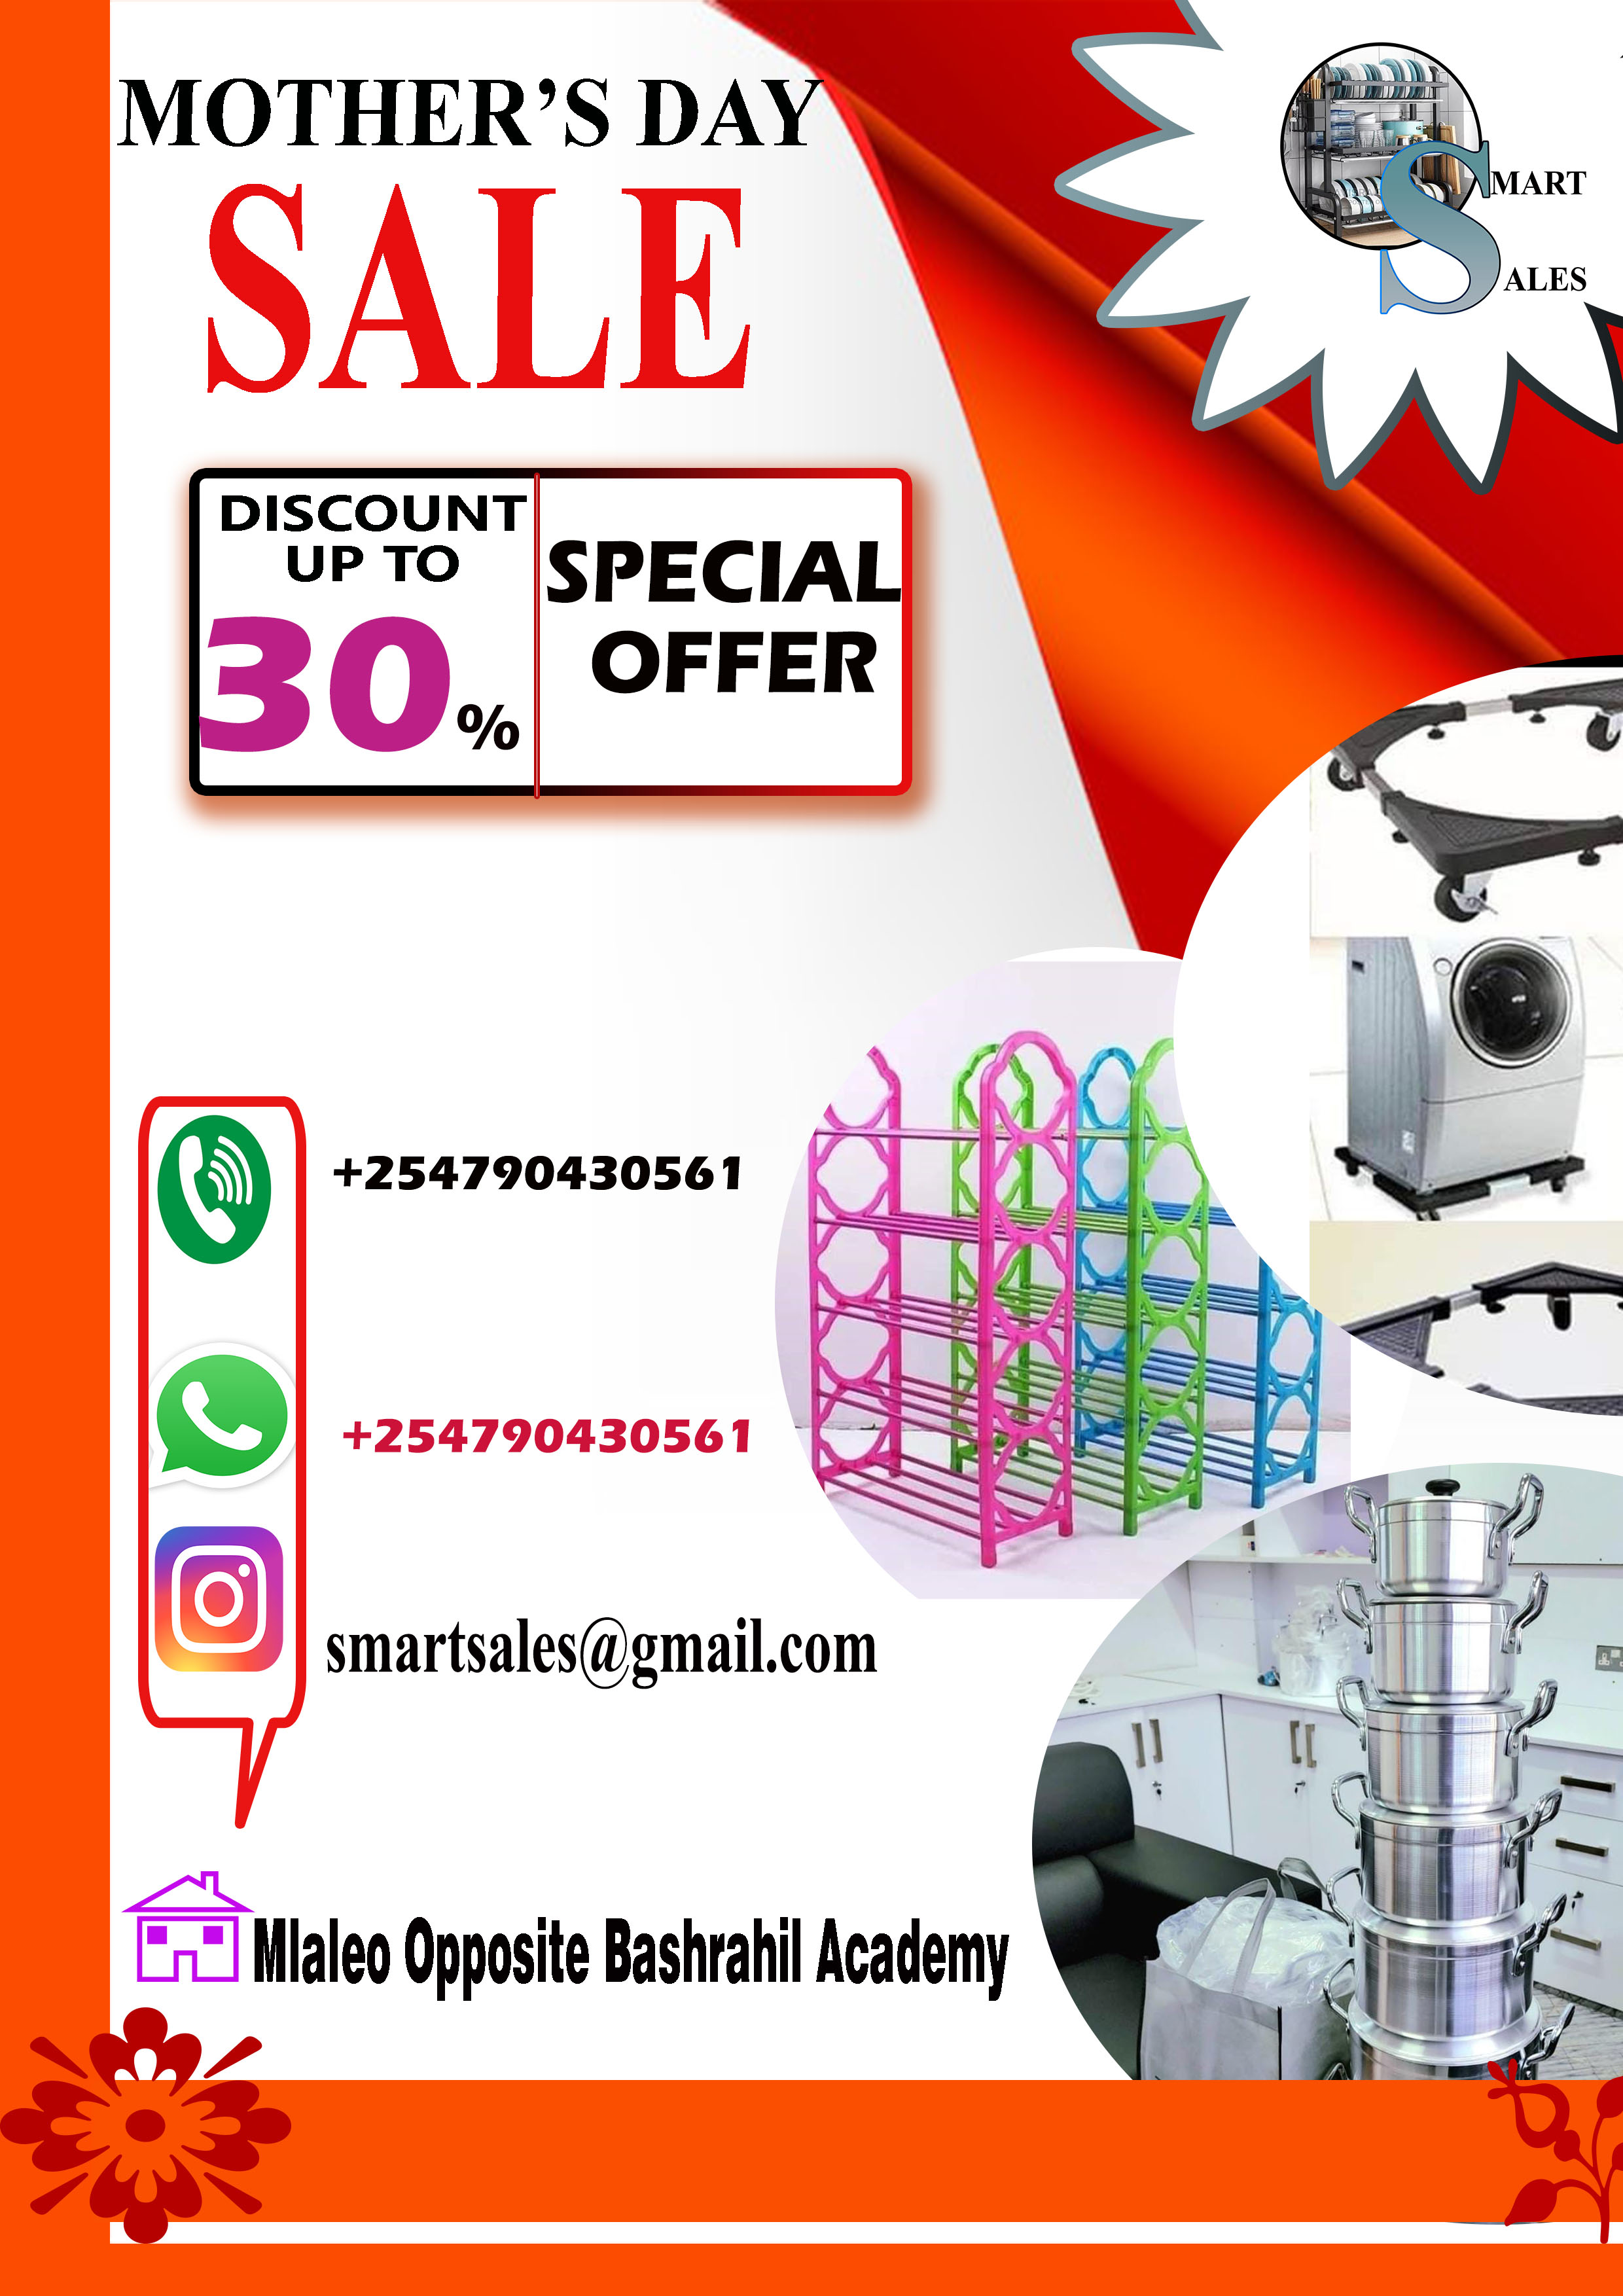 MOTHER'S DAY
SALE
SMART
SALES
DISCOUNT
UP TO
30%
SPECIAL
OFFER
+254790430561
+254790430561
smartsales@gmail.com
Mlaleo Opposite Bashrahil Academy